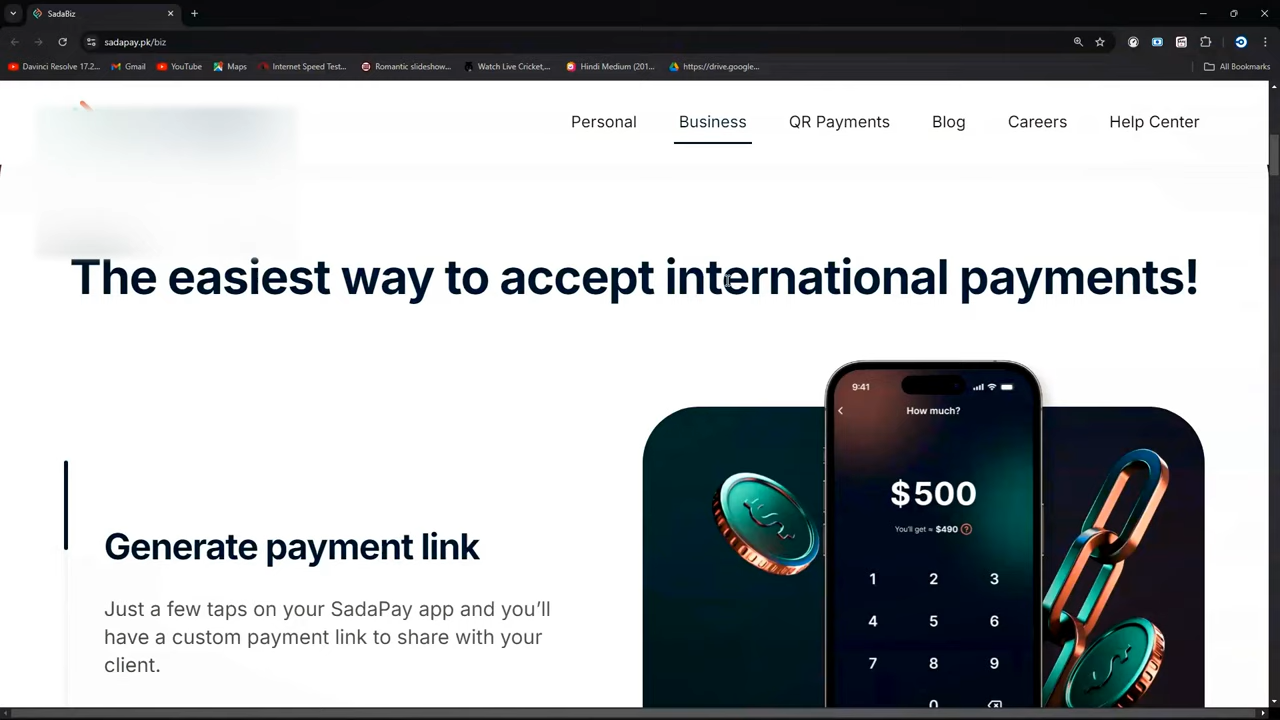 SadaBiz
sadapay.pk/biz
Davinci Resolve 17.2...
Gmail
YouTube
Maps
Internet Speed Test...
Romantic slideshow...
Watch Live Cricket,...
Hindi Medium (201...
https://drive.google...
All Bookmarks
Personal
Business
QR Payments
Blog
Careers
Help Center
The easiest way to accept international payments!
9:41
How much?
$500
You'll get ≈ $490 ?
1 2 3
4 5 6
7 8 9
0
Generate payment link
Just a few taps on your SadaPay app and you’ll
have a custom payment link to share with your
client.